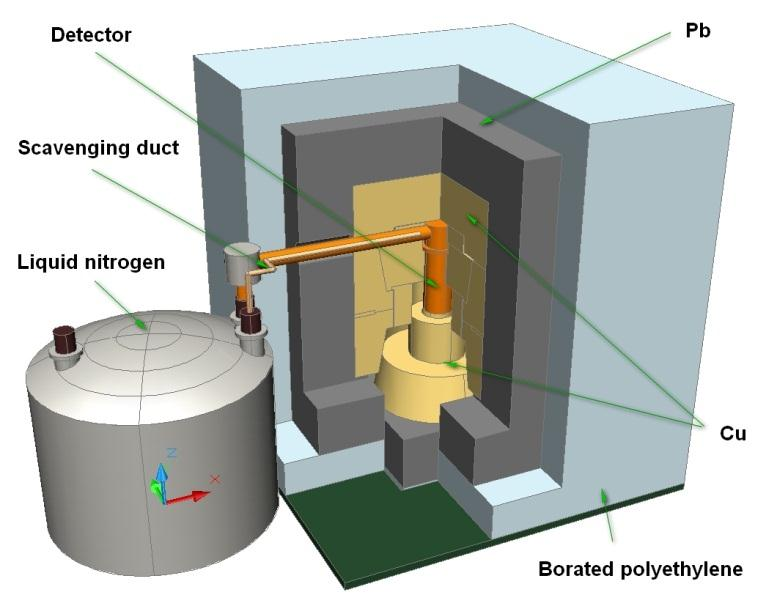 Detector
Pb
Scavenging duct
Liquid nitrogen
Z
X
Cu
Borated polyethylene